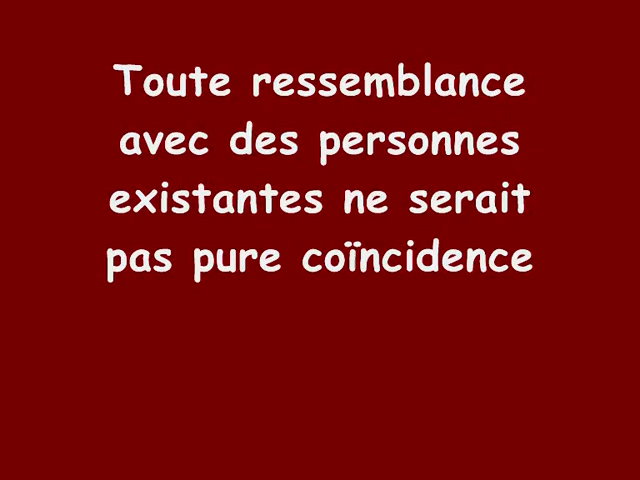 Toute ressemblance
avec des personnes
existantes ne serait
pas pure coïncidence